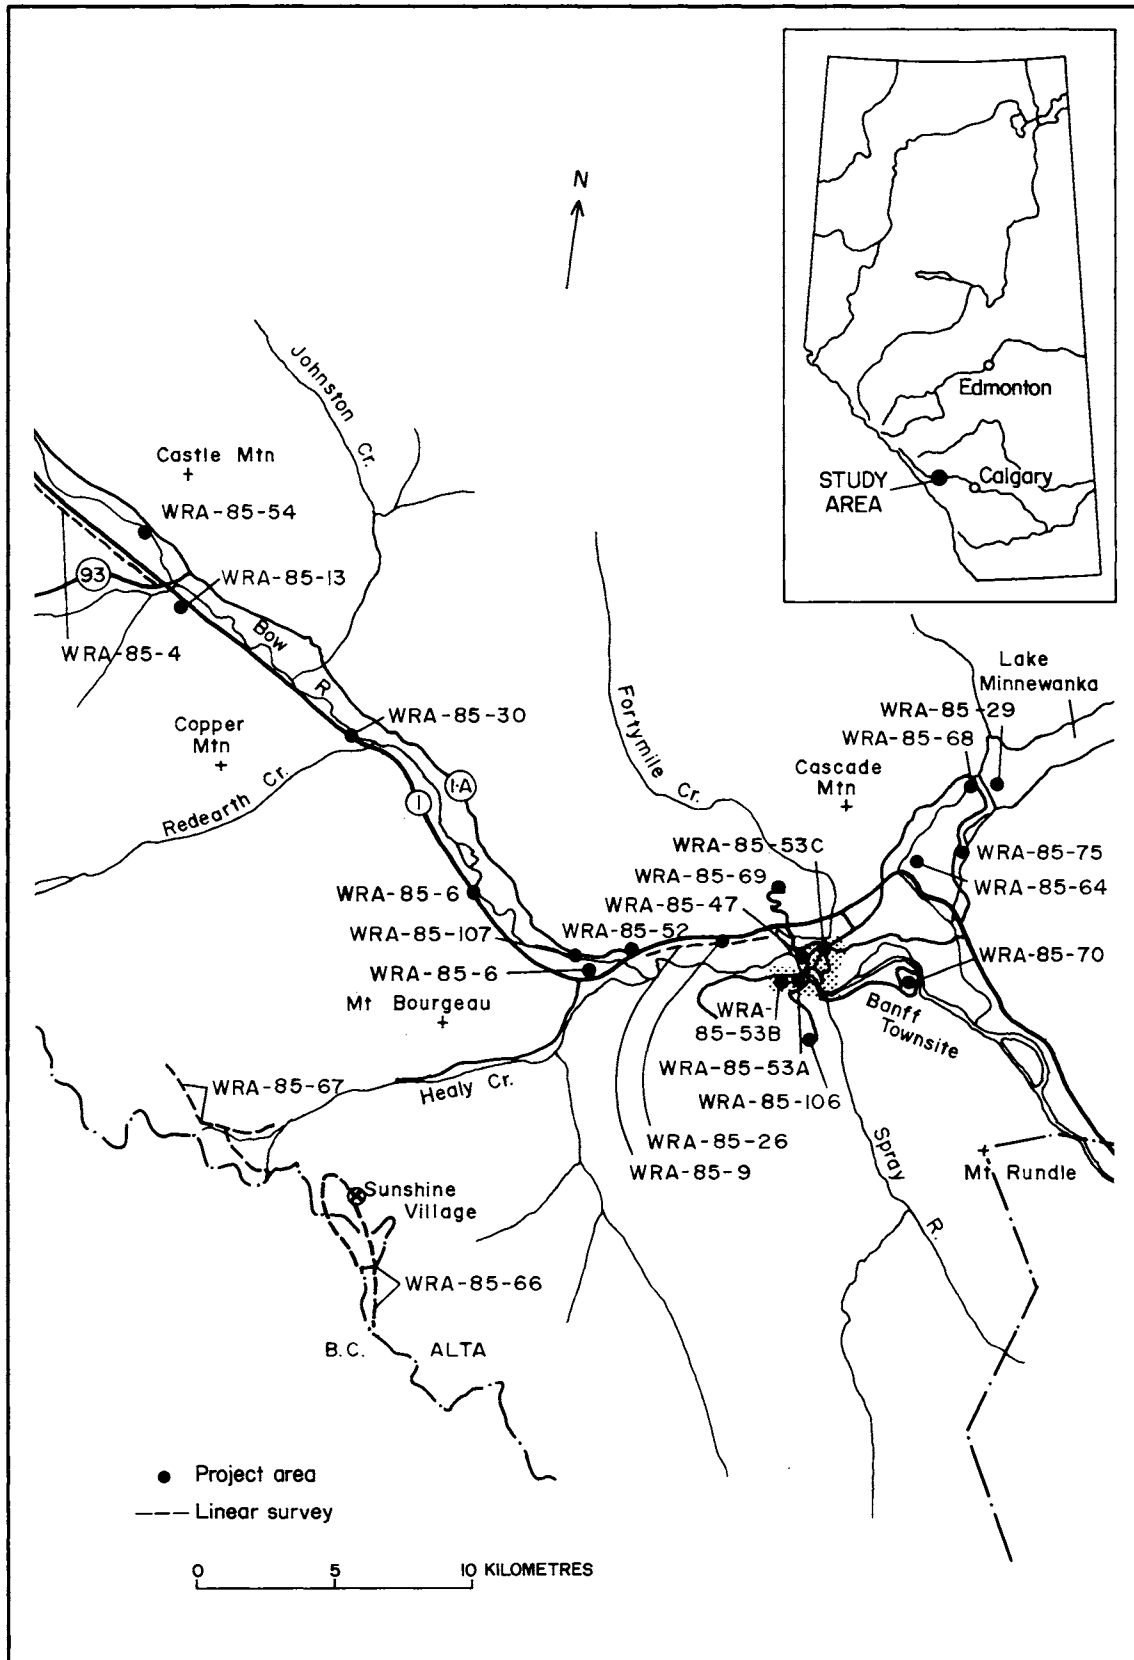 N
Edmonton
STUDY
AREA
Calgary
Johnston Cr.
Castle Mtn
WRA-85-54
93
WRA-85-13
WRA-85-4
Bow R
Lake
Minnewanka
WRA-85-29
WRA-85-68
Copper
Mtn
WRA-85-30
Fortymile Cr.
Cascade
Mtn
Redearth Cr.
1
1-A
WRA-85-53C
WRA-85-75
WRA-85-69
WRA-85-64
WRA-85-6
WRA-85-47
WRA-85-107
WRA-85-52
WRA-85-70
WRA-85-6
Mt Bourgeau
WRA-
85-53B
Banff
Townsite
WRA-85-53A
WRA-85-67
Healy Cr.
WRA-85-106
WRA-85-26
WRA-85-9
Spray R.
Mt Rundle
Sunshine
Village
WRA-85-66
B.C.
ALTA
Project area
Linear survey
0 5 10 KILOMETRES